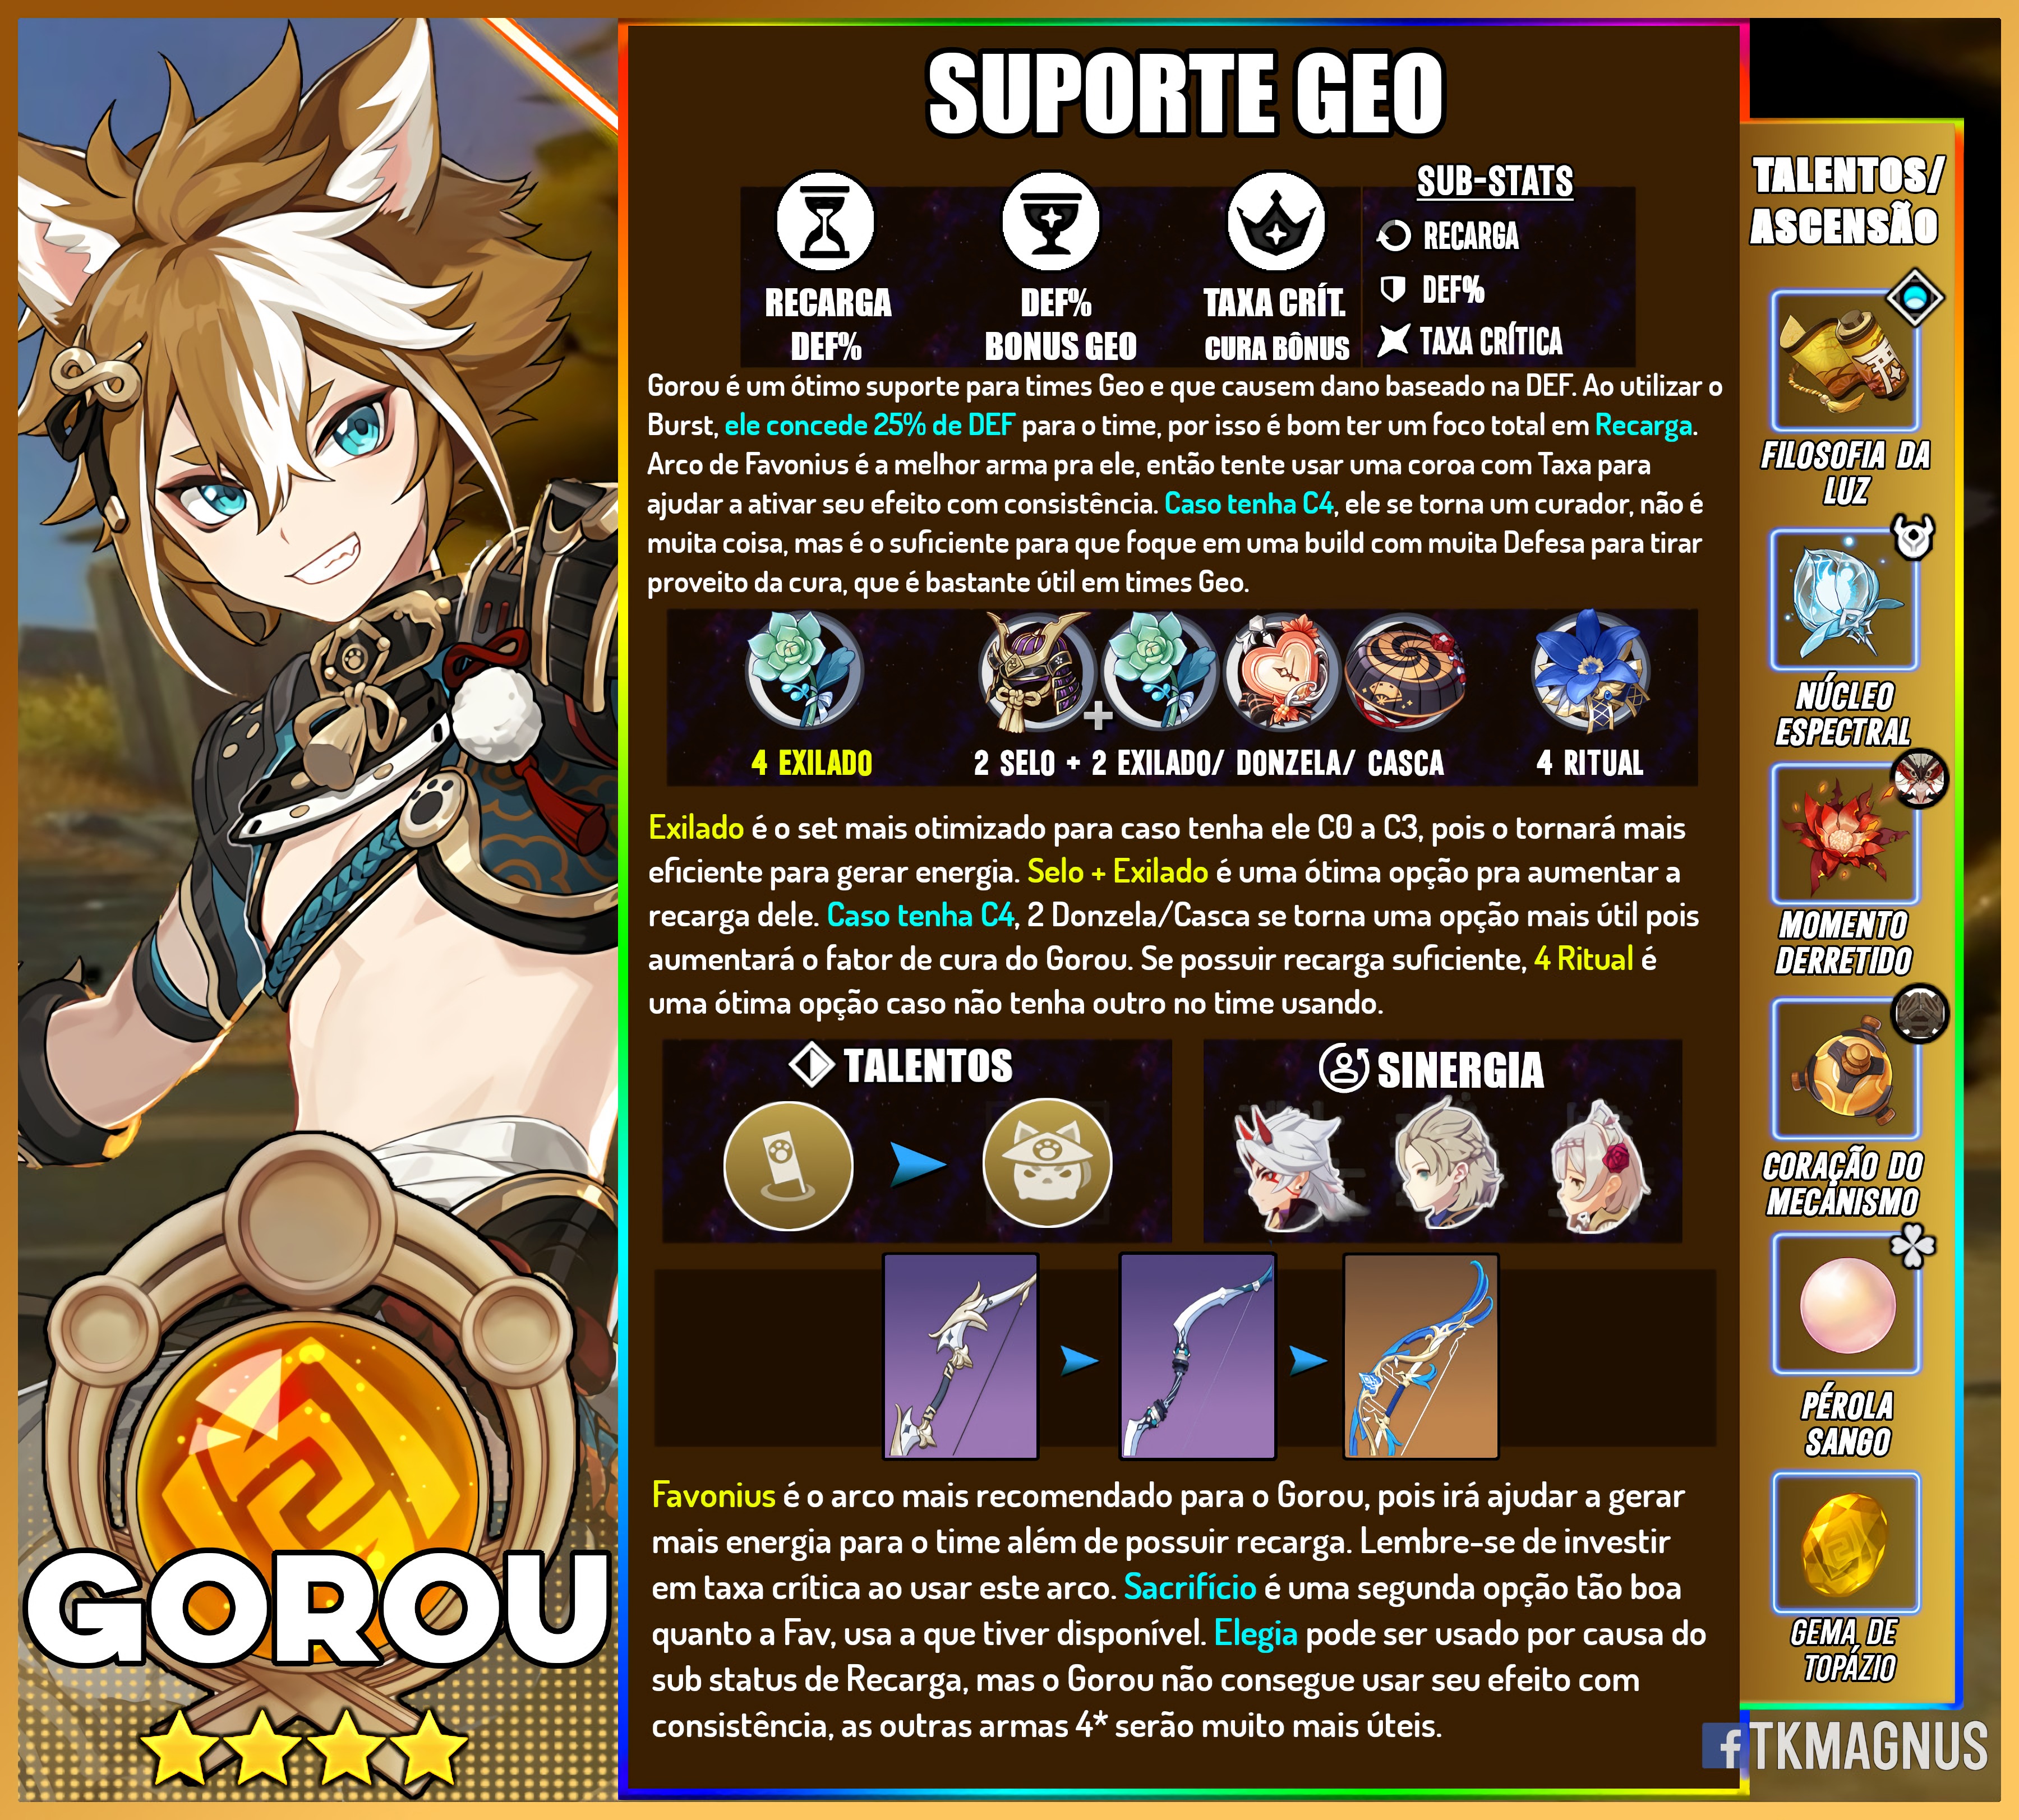 SUPORTE GEO
RECARGA
DEF%
DEF%
BONUS GEO
TAXA CRÍT.
CURA BÔNUS
SUB-STATS
RECARGA
DEF%
TAXA CRÍTICA
Gorou é um ótimo suporte para times Geo e que causem dano baseado na DEF. Ao utilizar o
Burst, ele concede 25% de DEF para o time, por isso é bom ter um foco total em Recarga.
Arco de Favonius é a melhor arma pra ele, então tente usar uma coroa com Taxa para
ajudar a ativar seu efeito com consistência. Caso tenha C4, ele se torna um curador, não é
muita coisa, mas é o suficiente para que foque em uma build com muita Defesa para tirar
proveito da cura, que é bastante útil em times Geo.
+
4 EXILADO
2 SELO + 2 EXILADO/ DONZELA/ CASCA
4 RITUAL
Exilado é o set mais otimizado para caso tenha ele C0 a C3, pois o tornará mais
eficiente para gerar energia. Selo + Exilado é uma ótima opção pra aumentar a
recarga dele. Caso tenha C4, 2 Donzela/Casca se torna uma opção mais útil pois
aumentará o fator de cura do Gorou. Se possuir recarga suficiente, 4 Ritual é
uma ótima opção caso não tenha outro no time usando.
TALENTOS
SINERGIA
Favonius é o arco mais recomendado para o Gorou, pois irá ajudar a gerar
mais energia para o time além de possuir recarga. Lembre-se de investir
em taxa crítica ao usar este arco. Sacrifício é uma segunda opção tão boa
quanto a Fav, usa a que tiver disponível. Elegia pode ser usado por causa do
sub status de Recarga, mas o Gorou não consegue usar seu efeito com
consistência, as outras armas 4* serão muito mais úteis.
TALENTOS/
ASCENSÃO
FILOSOFIA DA
LUZ
NÚCLEO
ESPECTRAL
MOMENTO
DERRETIDO
CORAÇÃO DO
MECANISMO
PÉROLA
SANGO
GEMA DE
TOPÁZIO
GOROU
f TKMAGNUS